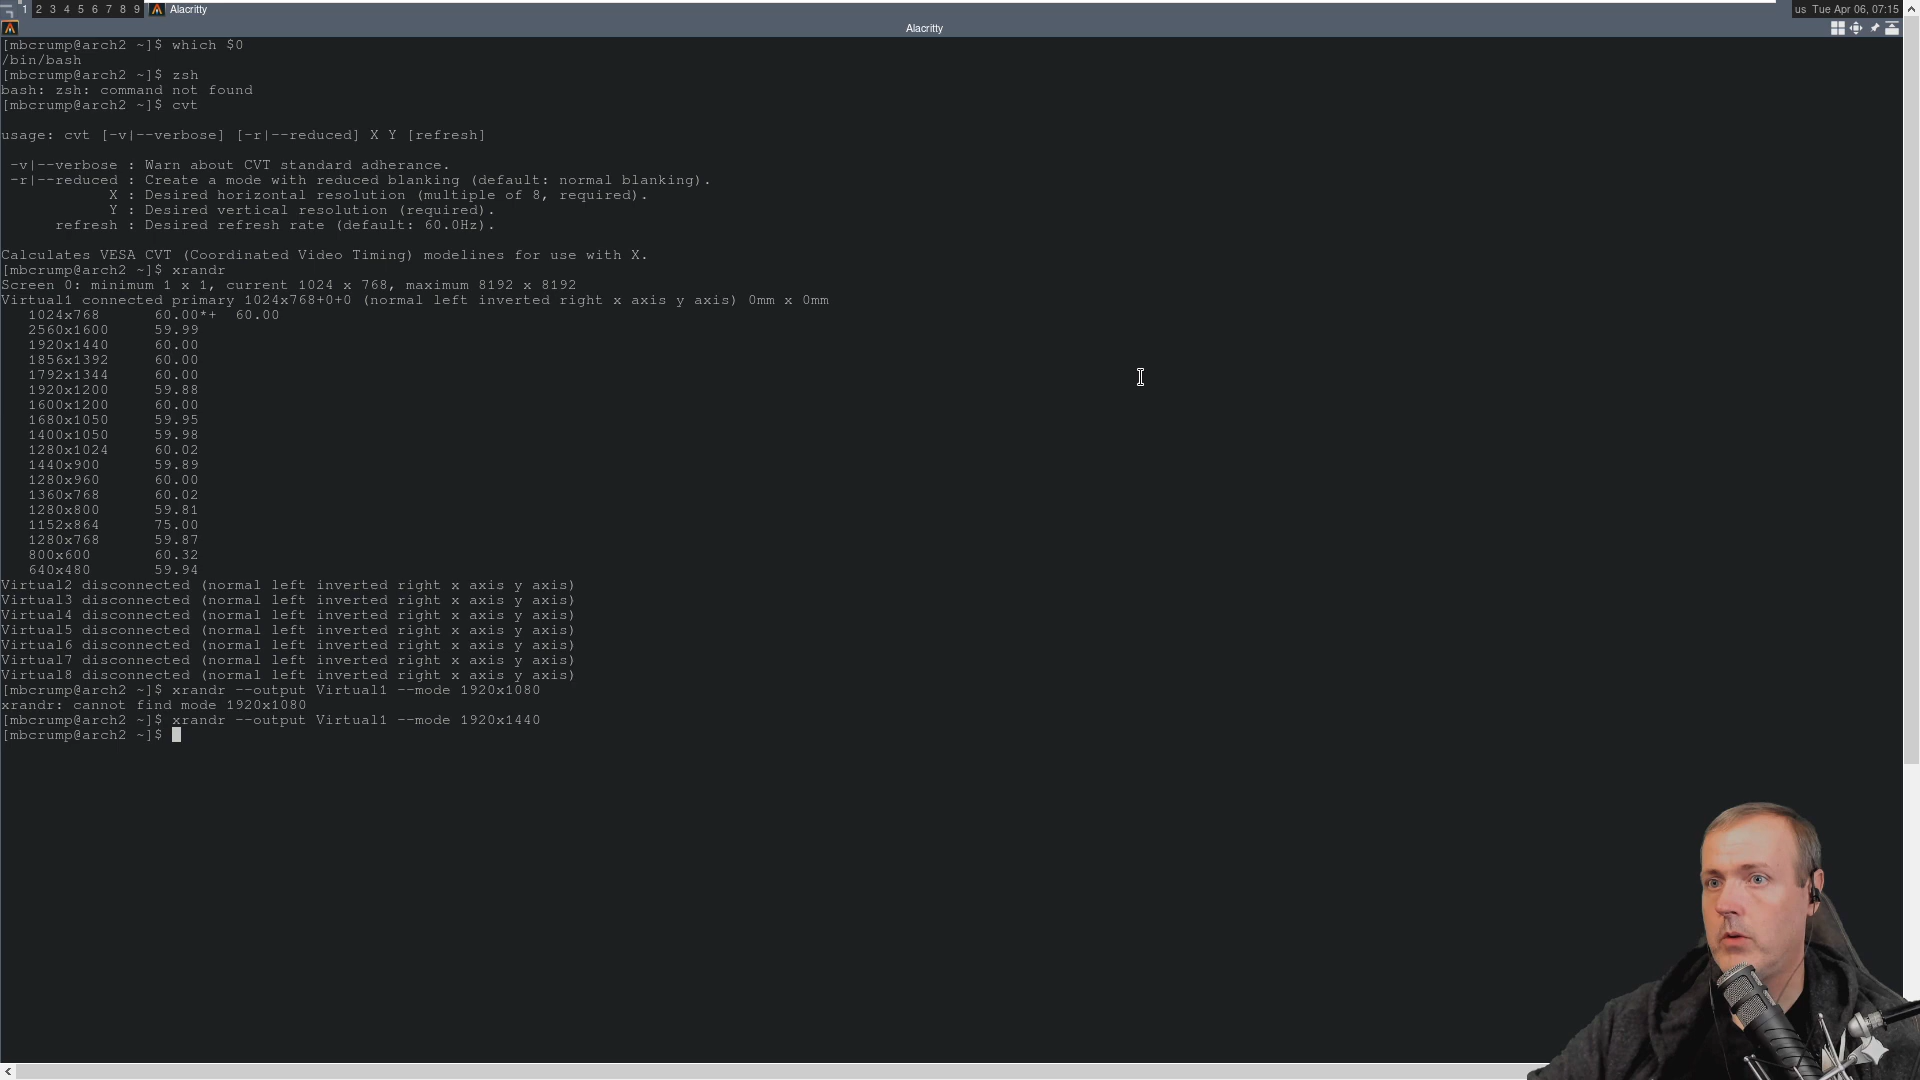 1 2 3 4 5 6 7 8 9 Alacritty us Tue Apr 06, 07:15
Alacritty
[mbcrump@arch2 ~]$ which $0
/bin/bash
[mbcrump@arch2 ~]$ zsh
bash: zsh: command not found
[mbcrump@arch2 ~]$ cvt
usage: cvt [-v|--verbose] [-r|--reduced] X Y [refresh]
-v|--verbose : Warn about CVT standard adherance.
-r|--reduced : Create a mode with reduced blanking (default: normal blanking).
X : Desired horizontal resolution (multiple of 8, required).
Y : Desired vertical resolution (required).
refresh : Desired refresh rate (default: 60.0Hz).
Calculates VESA CVT (Coordinated Video Timing) modelines for use with X.
[mbcrump@arch2 ~]$ xrandr
Screen 0: minimum 1 x 1, current 1024 x 768, maximum 8192 x 8192
Virtual1 connected primary 1024x768+0+0 (normal left inverted right x axis y axis) 0mm x 0mm
1024x768 60.00*+ 60.00
2560x1600 59.99
1920x1440 60.00
1856x1392 60.00
1792x1344 60.00
1920x1200 59.88
1600x1200 60.00
1680x1050 59.95
1400x1050 59.98
1280x1024 60.02
1440x900 59.89
1280x960 60.00
1360x768 60.02
1280x800 59.81
1152x864 75.00
1280x768 59.87
800x600 60.32
640x480 59.94
Virtual2 disconnected (normal left inverted right x axis y axis)
Virtual3 disconnected (normal left inverted right x axis y axis)
Virtual4 disconnected (normal left inverted right x axis y axis)
Virtual5 disconnected (normal left inverted right x axis y axis)
Virtual6 disconnected (normal left inverted right x axis y axis)
Virtual7 disconnected (normal left inverted right x axis y axis)
Virtual8 disconnected (normal left inverted right x axis y axis)
[mbcrump@arch2 ~]$ xrandr --output Virtual1 --mode 1920x1080
xrandr: cannot find mode 1920x1080
[mbcrump@arch2 ~]$ xrandr --output Virtual1 --mode 1920x1440
[mbcrump@arch2 ~]$